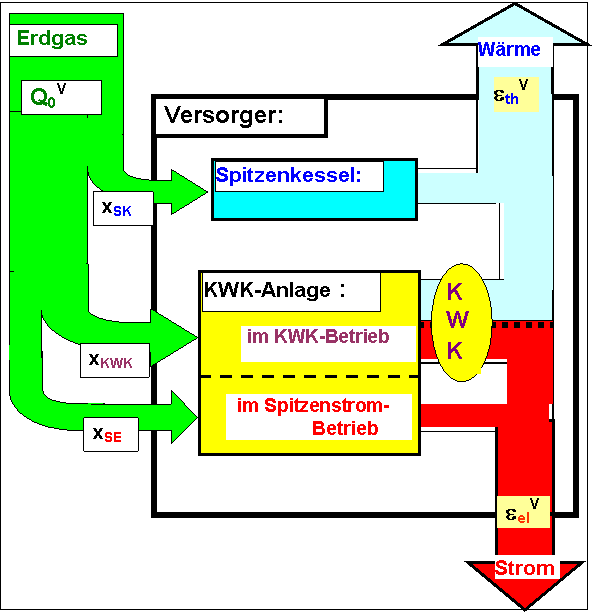 Erdgas
Q₀ⱽ
Wärme
εthⱽ
Versorger:
Spitzenkessel:
xSK
KWK-Anlage :
K
W
K
im KWK-Betrieb
xKWK
im Spitzenstrom-
Betrieb
xSE
εelⱽ
Strom